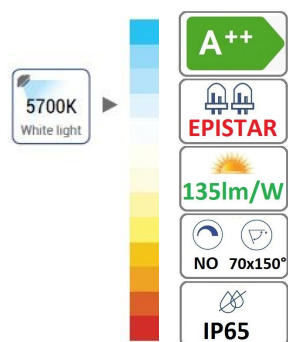 5700K
White light
A++
EPISTAR
135lm/W
NO 70x150°
IP65